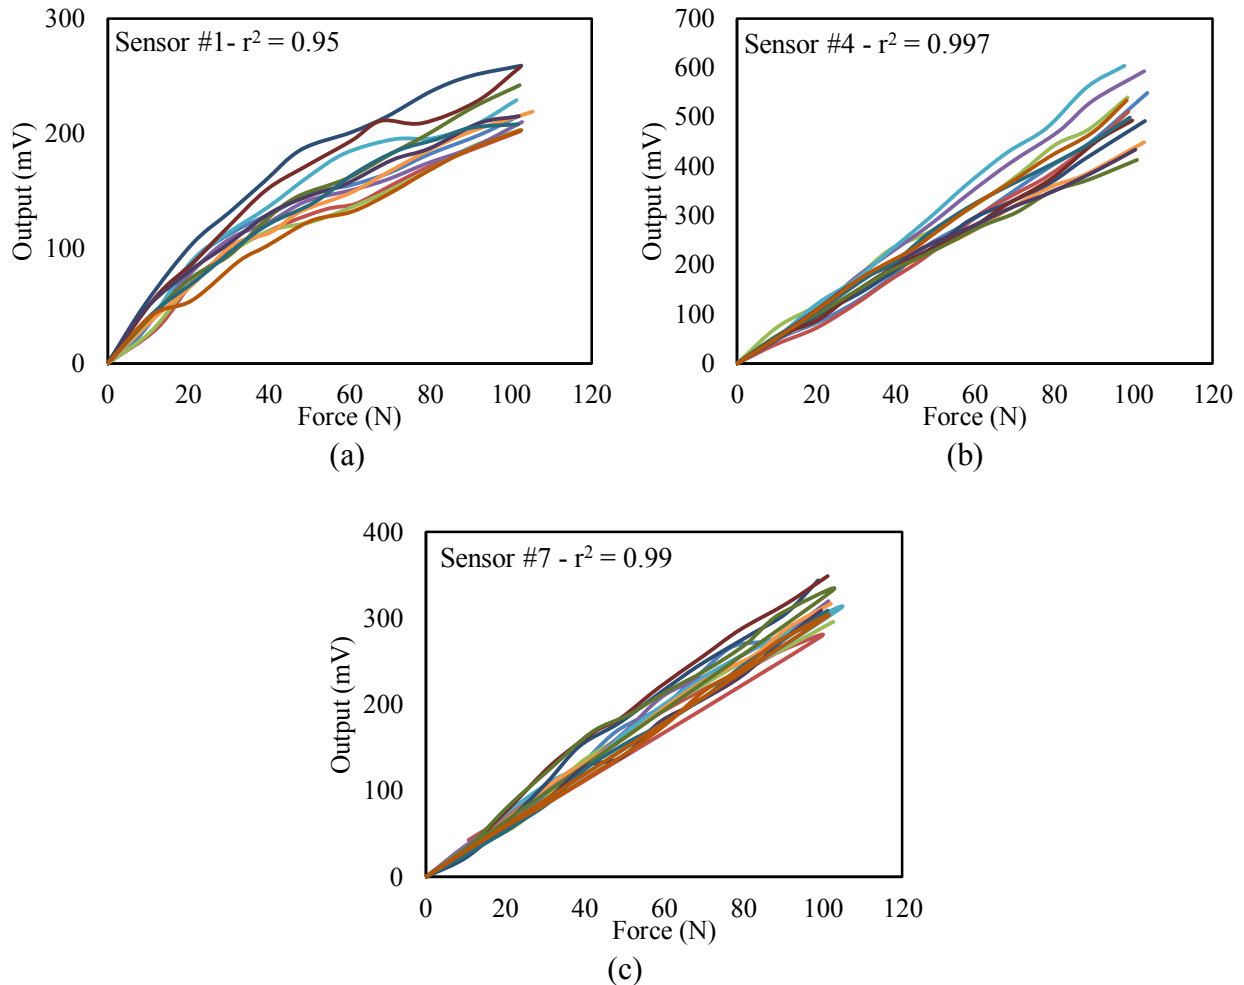 Sensor #1- r² = 0.95
300
200
100
0
Output (mV)
0 20 40 60 80 100 120
Force (N)
(a)
Sensor #4 - r² = 0.997
700
600
500
400
300
200
100
0
Output (mV)
0 20 40 60 80 100 120
Force (N)
(b)
Sensor #7 - r² = 0.99
400
300
200
100
0
Output (mV)
0 20 40 60 80 100 120
Force (N)
(c)